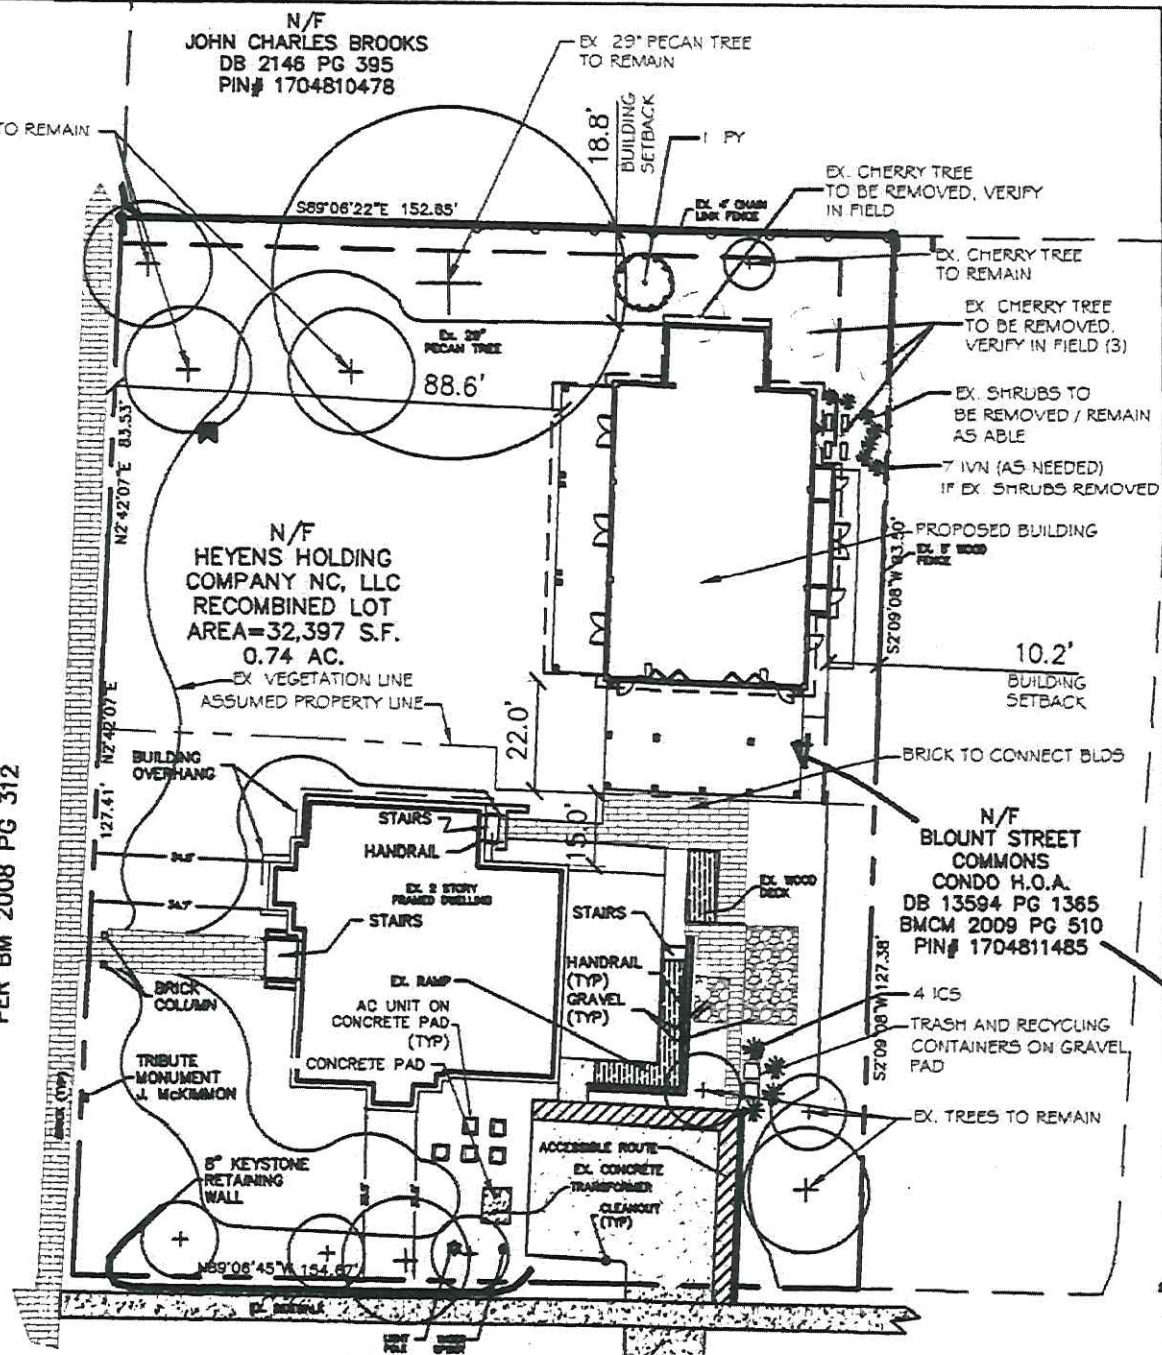 N/F
JOHN CHARLES BROOKS
DB 2146 PG 395
PIN# 1704810478
EX 29" PECAN TREE
TO REMAIN
TO REMAIN
18.8'
BUILDING
SETBACK
1 PY
EX. CHERRY TREE
TO BE REMOVED, VERIFY
IN FIELD
S89°06'22"E 152.85'
EX. 4' CHAIN
LINK FENCE
EX. CHERRY TREE
TO REMAIN
EX. CHERRY TREE
TO BE REMOVED,
VERIFY IN FIELD (3)
EX. 29"
PECAN TREE
88.6'
EX. SHRUBS TO
BE REMOVED / REMAIN
AS ABLE
N2°42'07"E 83.53'
7 IVN (AS NEEDED)
IF EX. SHRUBS REMOVED
N/F
HEYENS HOLDING
COMPANY NC, LLC
RECOMBINED LOT
AREA=32,397 S.F.
0.74 AC.
PROPOSED BUILDING
WOOD
FENCE
S2°09'08"W 83.50'
10.2'
BUILDING
SETBACK
EX VEGETATION LINE
ASSUMED PROPERTY LINE
22.0'
N2°42'07"E
127.41'
BUILDING
OVERHANG
BRICK TO CONNECT BLDS
STAIRS
HANDRAIL
15.0'
N/F
BLOUNT STREET
COMMONS
CONDO H.O.A.
DB 13594 PG 1365
BMCM 2009 PG 510
PIN# 1704811485
PER BM 2008 PG 312
EX. 2 STORY
FRAMED DWELLING
EX. WOOD
DECK
STAIRS
STAIRS
HANDRAIL
(TYP)
GRAVEL
(TYP)
S2°09'08"W 127.38'
BRICK
COLUMN
EX. RAMP
AC UNIT ON
CONCRETE PAD
(TYP)
4 ICS
TRASH AND RECYCLING
CONTAINERS ON GRAVEL
PAD
CONCRETE PAD
TRIBUTE
MONUMENT
J. McKIMMON
EX. TREES TO REMAIN
ACCESSIBLE ROUTE
8" KEYSTONE
RETAINING
WALL
EX. CONCRETE
TRANSFORMER
CLEANOUT
(TYP)
N89°06'45"W 154.67'
EX. SIDEWALK
LIGHT
POLE